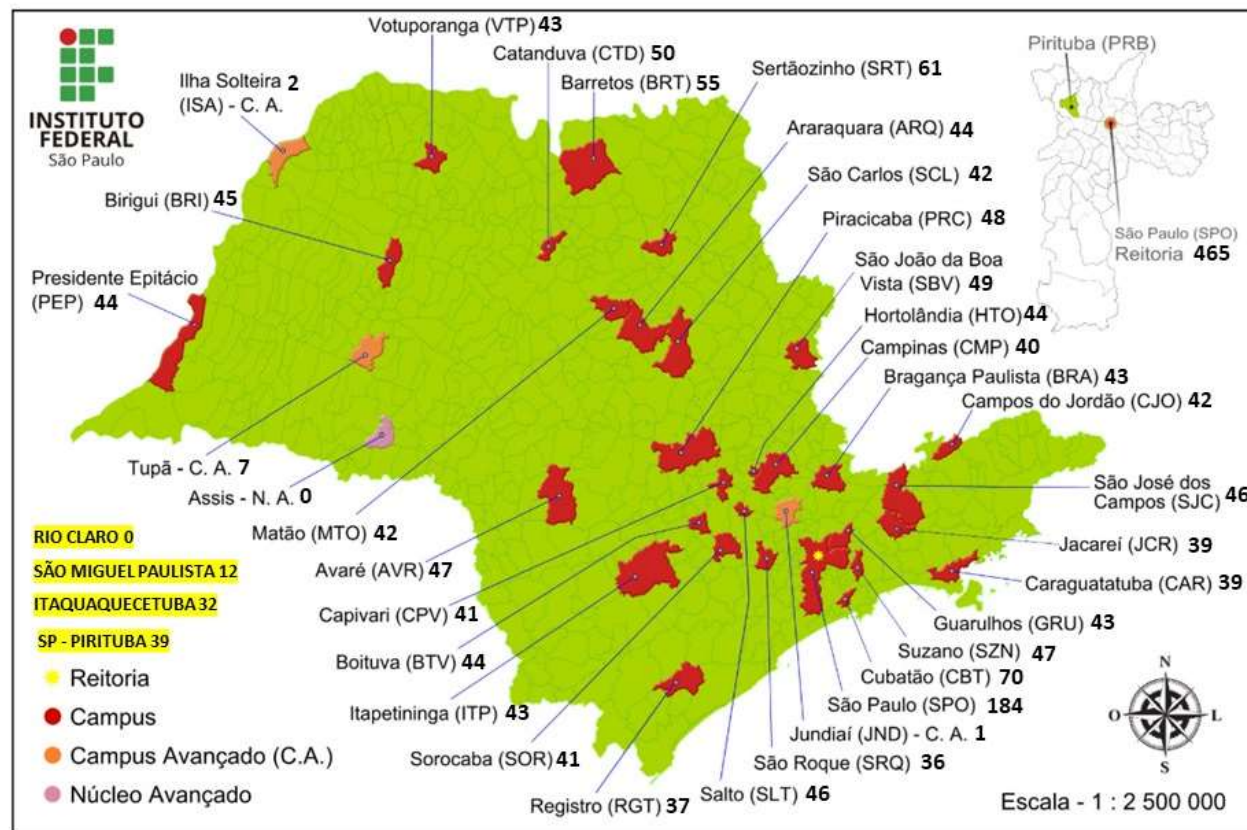 INSTITUTO
FEDERAL
São Paulo
Votuporanga (VTP) 43
Catanduva (CTD) 50
Barretos (BRT) 55
Sertãozinho (SRT) 61
Ilha Solteira 2
(ISA) - C. A.
Araraquara (ARQ) 44
São Carlos (SCL) 42
Birigui (BRI) 45
Piracicaba (PRC) 48
São João da Boa
Vista (SBV) 49
Presidente Epitácio
(PEP) 44
Hortolândia (HTO) 44
Campinas (CMP) 40
Bragança Paulista (BRA) 43
Campos do Jordão (CJO) 42
Pirituba (PRB)
São Paulo (SPO)
Reitoria 465
Tupã - C. A. 7
Assis - N. A. 0
Matão (MTO) 42
Avaré (AVR) 47
Capivari (CPV) 41
Boituva (BTV) 44
Itapetininga (ITP) 43
Sorocaba (SOR) 41
Registro (RGT) 37
São José dos
Campos (SJC) 46
Jacareí (JCR) 39
Caraguatatuba (CAR) 39
Guarulhos (GRU) 43
Suzano (SZN) 47
Cubatão (CBT) 70
São Paulo (SPO) 184
Jundiaí (JND) - C. A. 1
São Roque (SRQ) 36
Salto (SLT) 46
RIO CLARO 0
SÃO MIGUEL PAULISTA 12
ITAQUAQUECETUBA 32
SP - PIRITUBA 39
Reitoria
Campus
Campus Avançado (C.A.)
Núcleo Avançado
N
O
L
S
Escala - 1 : 2 500 000